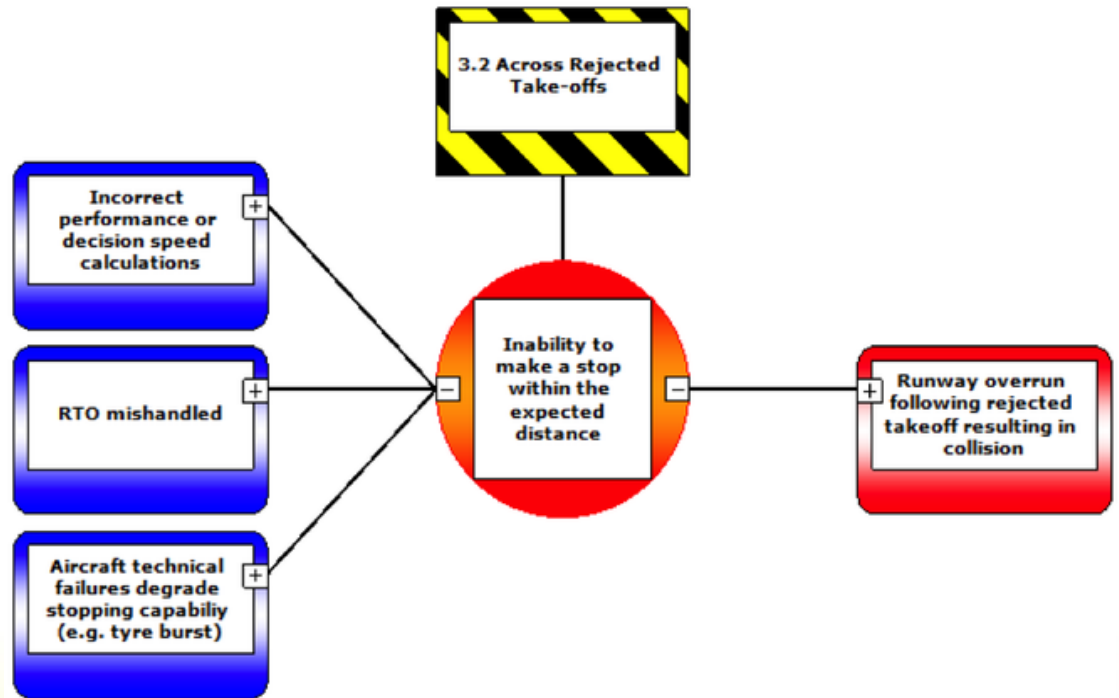 3.2 Across Rejected
Take-offs
Incorrect
performance or
decision speed
calculations
+
RTO mishandled
+
Aircraft technical
failures degrade
stopping capabiliy
(e.g. tyre burst)
+
Inability to
make a stop
within the
expected
distance
−
−
Runway overrun
following rejected
takeoff resulting in
collision
+